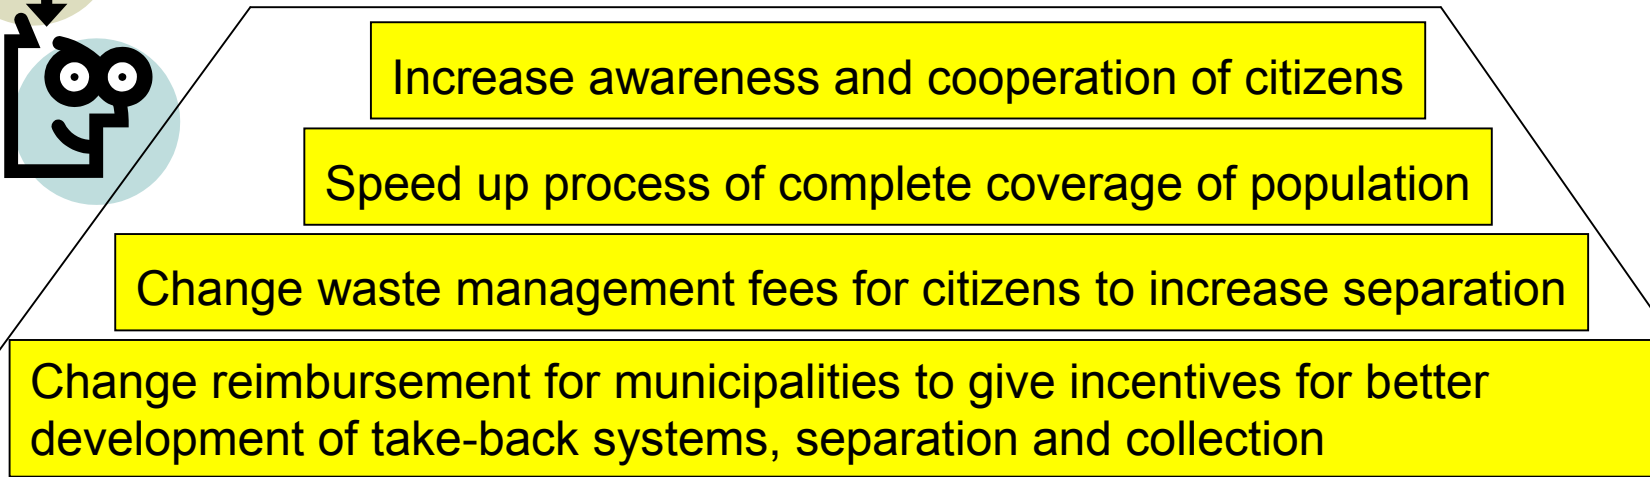 Increase awareness and cooperation of citizens
Speed up process of complete coverage of population
Change waste management fees for citizens to increase separation
Change reimbursement for municipalities to give incentives for better
development of take-back systems, separation and collection